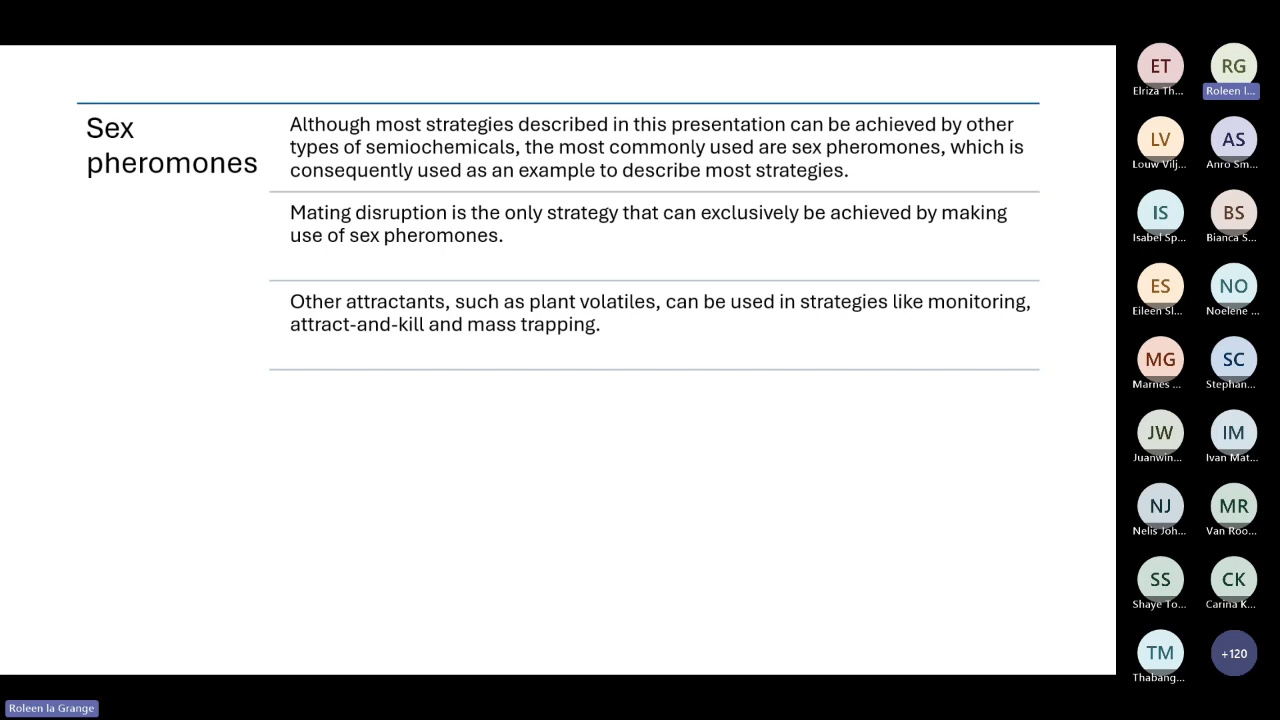 Sex
pheromones
Although most strategies described in this presentation can be achieved by other
types of semiochemicals, the most commonly used are sex pheromones, which is
consequently used as an example to describe most strategies.
Mating disruption is the only strategy that can exclusively be achieved by making
use of sex pheromones.
Other attractants, such as plant volatiles, can be used in strategies like monitoring,
attract-and-kill and mass trapping.
ET
Elriza Th...
RG
Roleen l...
LV
Louw Vilj...
AS
Anro Sm...
IS
Isabel Sp...
BS
Bianca S...
ES
Eileen Sl...
NO
Noelene ...
MG
Marnes ...
SC
Stephan...
JW
Juanwin...
IM
Ivan Mat...
NJ
Nelis Joh...
MR
Van Roo...
SS
Shaye To...
CK
Carina K...
TM
Thabang...
+120
Roleen la Grange